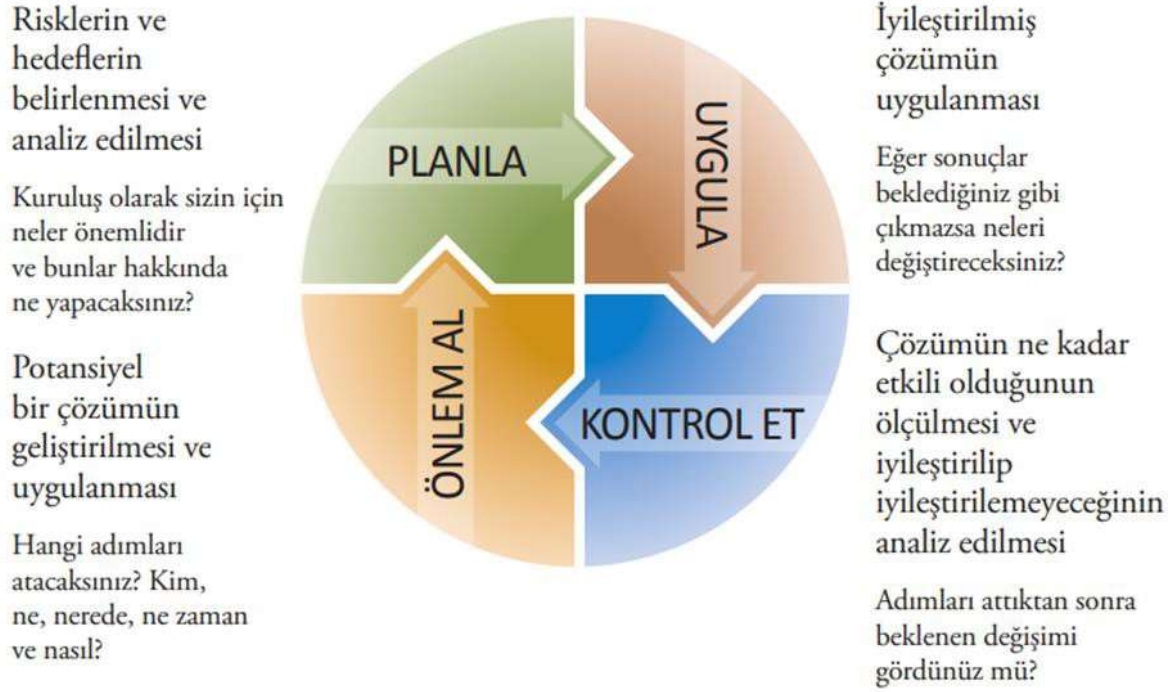 Risklerin ve
hedeflerin
belirlenmesi ve
analiz edilmesi
Kuruluş olarak sizin için
neler önemlidir
ve bunlar hakkında
ne yapacaksınız?
Potansiyel
bir çözümün
geliştirilmesi ve
uygulanması
Hangi adımları
atacaksınız? Kim,
ne, nerede, ne zaman
ve nasıl?
PLANLA
UYGULA
KONTROL ET
ÖNLEM AL
İyileştirilmiş
çözümün
uygulanması
Eğer sonuçlar
beklediğiniz gibi
çıkmazsa neleri
değiştireceksiniz?
Çözümün ne kadar
etkili olduğunun
ölçülmesi ve
iyileştirilip
iyileştirilemeyeceğinin
analiz edilmesi
Adımları attıktan sonra
beklenen değişimi
gördünüz mü?